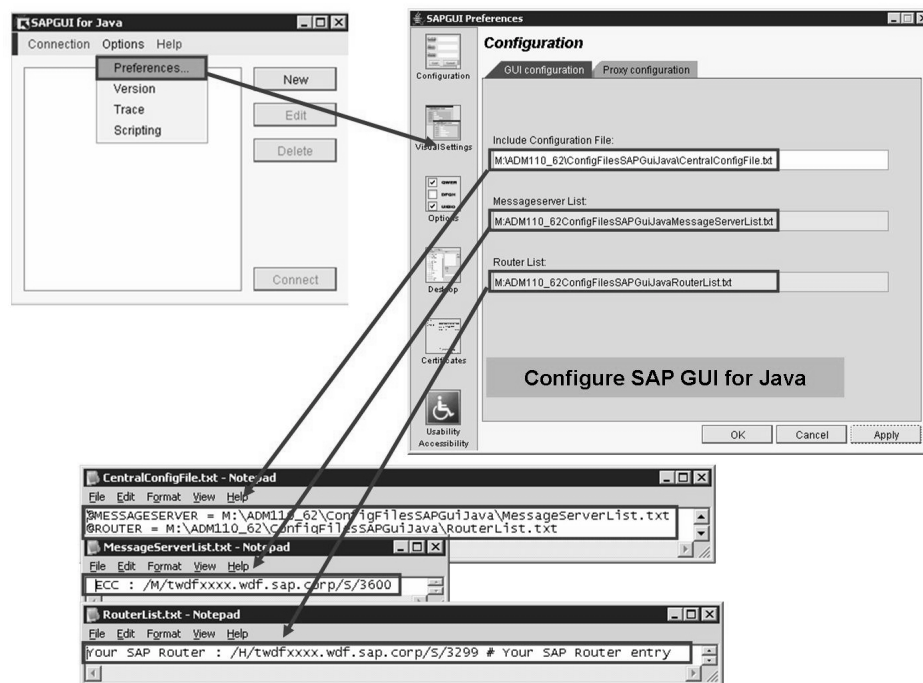 SAPGUI for Java
Connection Options Help
Preferences...
Version
Trace
Scripting
New
Edit
Delete
Connect
SAPGUI Preferences
Configuration
VisualSettings
Options
Desktop
Certificates
Usability
Accessibility
Configuration
GUI configuration Proxy configuration
Include Configuration File:
M:\ADM110_62\ConfigFilesSAPGuiJava\CentralConfigFile.txt
Messageserver List:
M:ADM110_62ConfigFilesSAPGuiJavaMessageServerList.txt
Router List:
M:ADM110_62ConfigFilesSAPGuiJavaRouterList.txt
Configure SAP GUI for Java
OK Cancel Apply
CentralConfigFile.txt - Notepad
File Edit Format View Help
@MESSAGESERVER = M:\ADM110_62\ConfigFilesSAPGuiJava\MessageServerList.txt
@ROUTER = M:\ADM110_62\ConfigFilesSAPGuiJava\RouterList.txt
MessageServerList.txt - Notepad
File Edit Format View Help
ECC : /M/twdfxxxx.wdf.sap.corp/S/3600
RouterList.txt - Notepad
File Edit Format View Help
Your SAP Router : /H/twdfxxxx.wdf.sap.corp/S/3299 # Your SAP Router entry